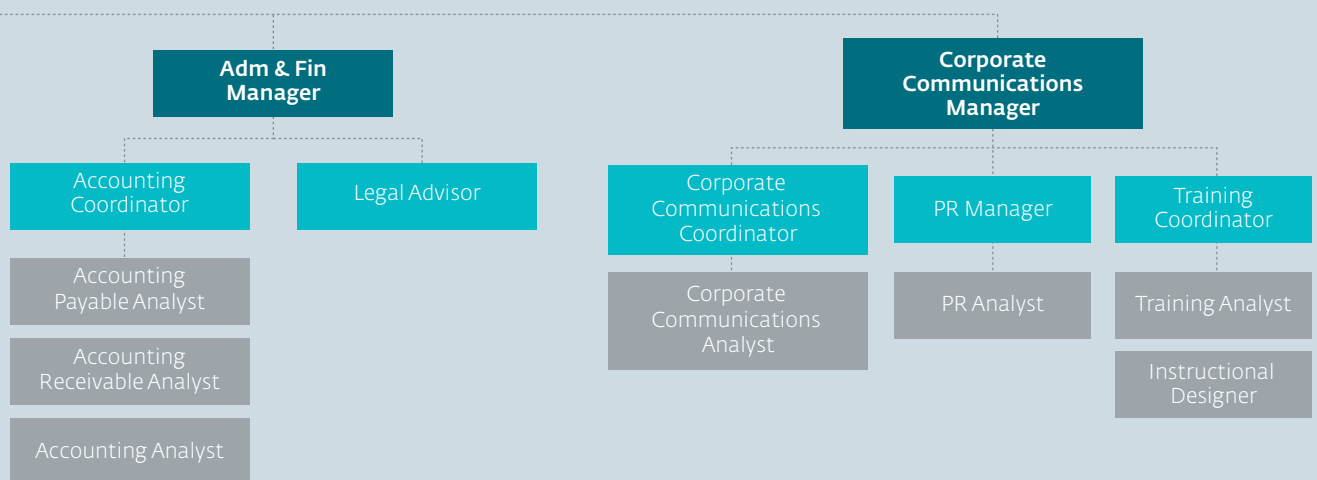 Adm & Fin
Manager
Corporate
Communications
Manager
Accounting
Coordinator
Legal Advisor
Corporate
Communications
Coordinator
PR Manager
Training
Coordinator
Accounting
Payable Analyst
Accounting
Receivable Analyst
Accounting Analyst
Corporate
Communications
Analyst
PR Analyst
Training Analyst
Instructional
Designer